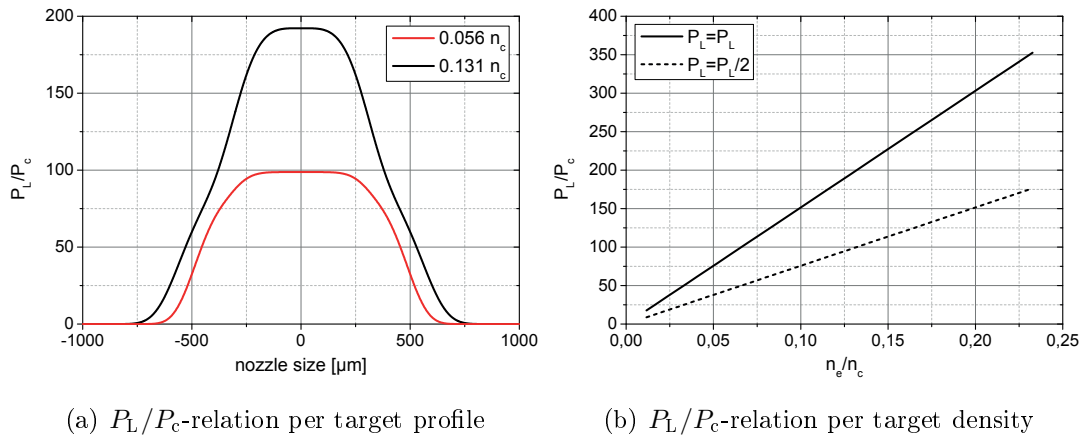 200
150
100
50
0
P_L/P_c
-1000 -500 0 500 1000
nozzle size [µm]
0.056 n_c
0.131 n_c
(a) P_L/P_c-relation per target profile
400
350
300
250
200
150
100
50
0
P_L/P_c
0,00 0,05 0,10 0,15 0,20 0,25
n_e/n_c
P_L=P_L
P_L=P_L/2
(b) P_L/P_c-relation per target density